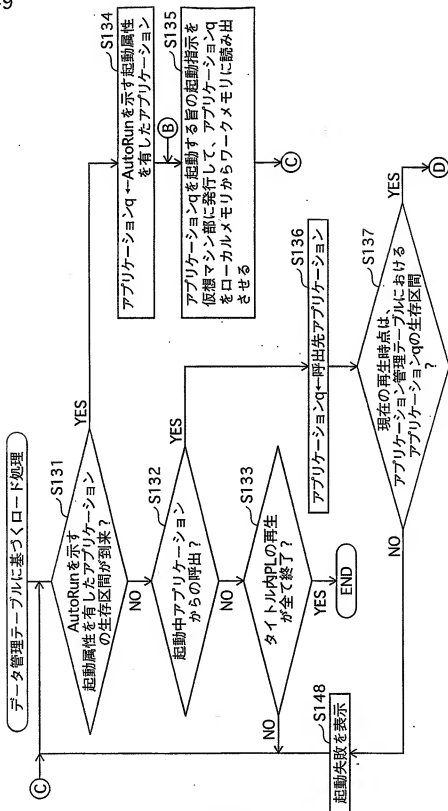 データ管理テーブルに基づくロード処理
C
S131
AutoRunを示す
起動属性を有したアプリケーション
の生存区間が到来?
YES
NO
S134
アプリケーションq←AutoRunを示す起動属性
を有したアプリケーション
B
S135
アプリケーションqを起動する旨の起動指示を
仮想マシン部に発行して、アプリケーションq
をローカルメモリからワークメモリに読み出
させる
C
S132
起動中アプリケーション
からの呼出?
YES
NO
S133
タイトル内PLの再生
が全て終了?
NO
YES
END
S136
アプリケーションq←呼出先アプリケーション
S137
現在の再生時点は、
アプリケーション管理テーブルにおける
アプリケーションqの生存区間
?
YES
D
NO
S148
起動失敗を表示